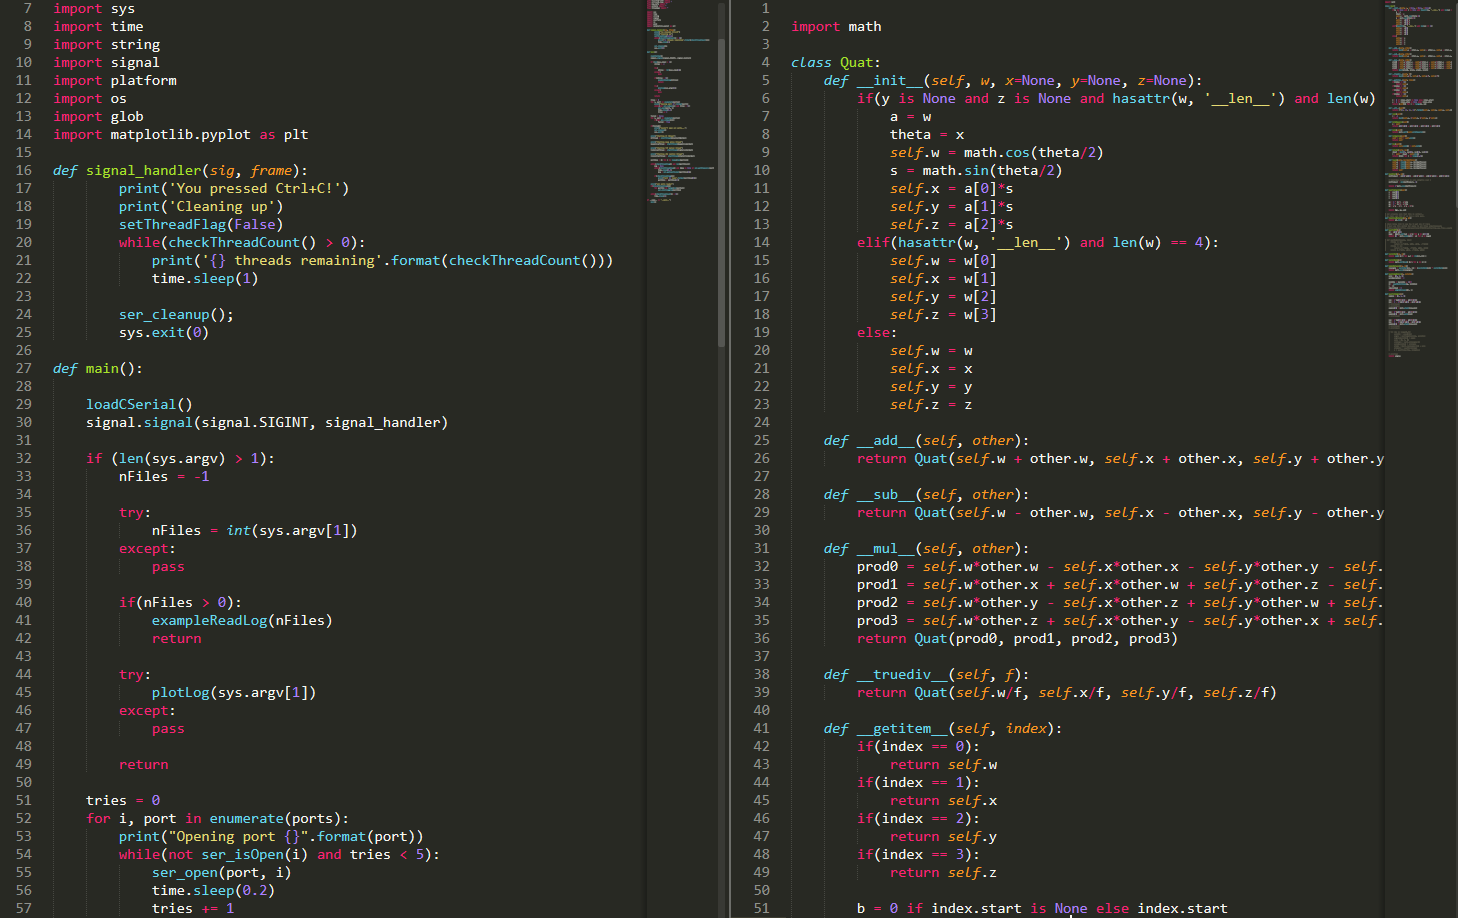 7 import sys
8 import time
9 import string
10 import signal
11 import platform
12 import os
13 import glob
14 import matplotlib.pyplot as plt
15
16 def signal_handler(sig, frame):
17 print('You pressed Ctrl+C!')
18 print('Cleaning up')
19 setThreadFlag(False)
20 while(checkThreadCount() > 0):
21 print('{} threads remaining'.format(checkThreadCount()))
22 time.sleep(1)
23
24 ser_cleanup();
25 sys.exit(0)
26
27 def main():
28
29 loadCSerial()
30 signal.signal(signal.SIGINT, signal_handler)
31
32 if (len(sys.argv) > 1):
33 nFiles = -1
34
35 try:
36 nFiles = int(sys.argv[1])
37 except:
38 pass
39
40 if(nFiles > 0):
41 exampleReadLog(nFiles)
42 return
43
44 try:
45 plotLog(sys.argv[1])
46 except:
47 pass
48
49 return
50
51 tries = 0
52 for i, port in enumerate(ports):
53 print("Opening port {}".format(port))
54 while(not ser_isOpen(i) and tries < 5):
55 ser_open(port, i)
56 time.sleep(0.2)
57 tries += 1
1
2 import math
3
4 class Quat:
5 def __init__(self, w, x=None, y=None, z=None):
6 if(y is None and z is None and hasattr(w, '__len__') and len(w)
7 a = w
8 theta = x
9 self.w = math.cos(theta/2)
10 s = math.sin(theta/2)
11 self.x = a[0]*s
12 self.y = a[1]*s
13 self.z = a[2]*s
14 elif(hasattr(w, '__len__') and len(w) == 4):
15 self.w = w[0]
16 self.x = w[1]
17 self.y = w[2]
18 self.z = w[3]
19 else:
20 self.w = w
21 self.x = x
22 self.y = y
23 self.z = z
24
25 def __add__(self, other):
26 return Quat(self.w + other.w, self.x + other.x, self.y + other.y
27
28 def __sub__(self, other):
29 return Quat(self.w - other.w, self.x - other.x, self.y - other.y
30
31 def __mul__(self, other):
32 prod0 = self.w*other.w - self.x*other.x - self.y*other.y - self.
33 prod1 = self.w*other.x + self.x*other.w + self.y*other.z - self.
34 prod2 = self.w*other.y - self.x*other.z + self.y*other.w + self.
35 prod3 = self.w*other.z + self.x*other.y - self.y*other.x + self.
36 return Quat(prod0, prod1, prod2, prod3)
37
38 def __truediv__(self, f):
39 return Quat(self.w/f, self.x/f, self.y/f, self.z/f)
40
41 def __getitem__(self, index):
42 if(index == 0):
43 return self.w
44 if(index == 1):
45 return self.x
46 if(index == 2):
47 return self.y
48 if(index == 3):
49 return self.z
50
51 b = 0 if index.start is None else index.start